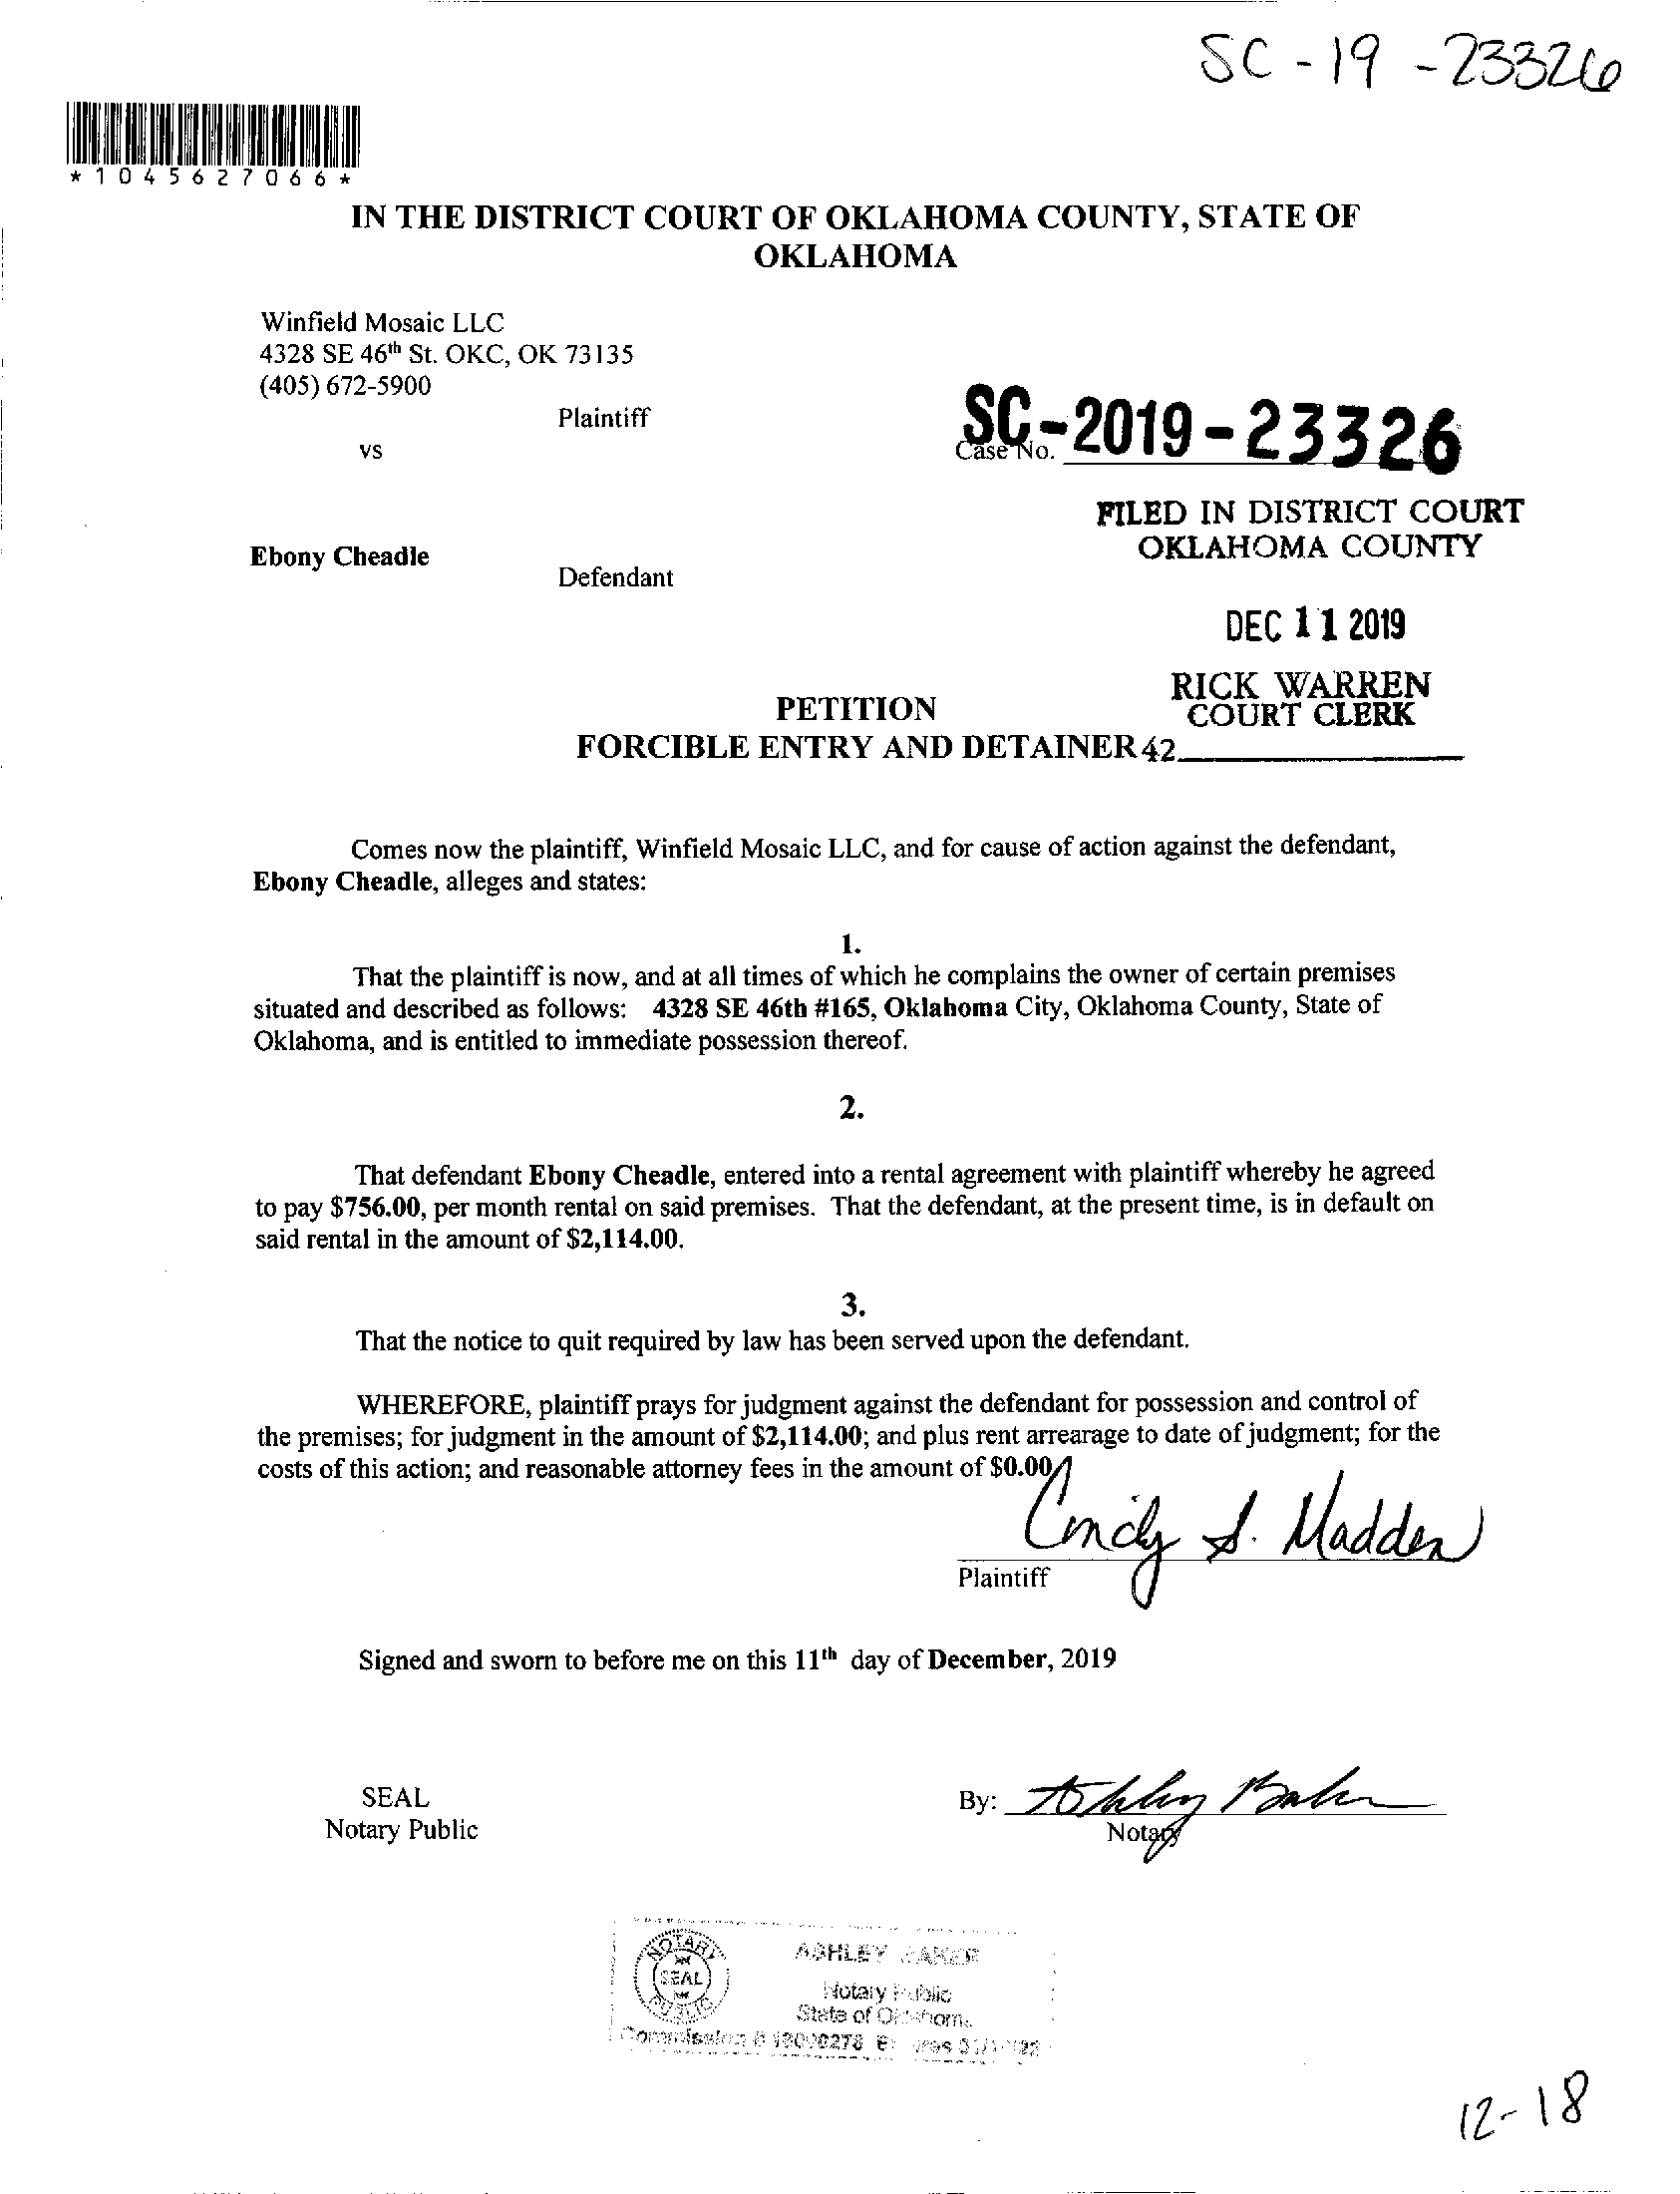 SC-19-23326
*1045627066*
IN THE DISTRICT COURT OF OKLAHOMA COUNTY, STATE OF
OKLAHOMA
Winfield Mosaic LLC
4328 SE 46th St. OKC, OK 73135
(405) 672-5900
Plaintiff
vs
Case No. SC-2019-23326
FILED IN DISTRICT COURT
OKLAHOMA COUNTY
Ebony Cheadle
Defendant
DEC 11 2019
RICK WARREN
COURT CLERK
PETITION
FORCIBLE ENTRY AND DETAINER
42
Comes now the plaintiff, Winfield Mosaic LLC, and for cause of action against the defendant,
Ebony Cheadle, alleges and states:
1.
That the plaintiff is now, and at all times of which he complains the owner of certain premises
situated and described as follows: 4328 SE 46th #165, Oklahoma City, Oklahoma County, State of
Oklahoma, and is entitled to immediate possession thereof.
2.
That defendant Ebony Cheadle, entered into a rental agreement with plaintiff whereby he agreed
to pay $756.00, per month rental on said premises. That the defendant, at the present time, is in default on
said rental in the amount of $2,114.00.
3.
That the notice to quit required by law has been served upon the defendant.
WHEREFORE, plaintiff prays for judgment against the defendant for possession and control of
the premises; for judgment in the amount of $2,114.00; and plus rent arrearage to date of judgment; for the
costs of this action; and reasonable attorney fees in the amount of $0.00
Cindy S. Madden
Plaintiff
Signed and sworn to before me on this 11th day of December, 2019
SEAL
Notary Public
By: Ashley Baker
Notary
NOTARY
SEAL
PUBLIC
ASHLEY BAKER
Notary Public
State of Oklahoma
Commission #
12-18